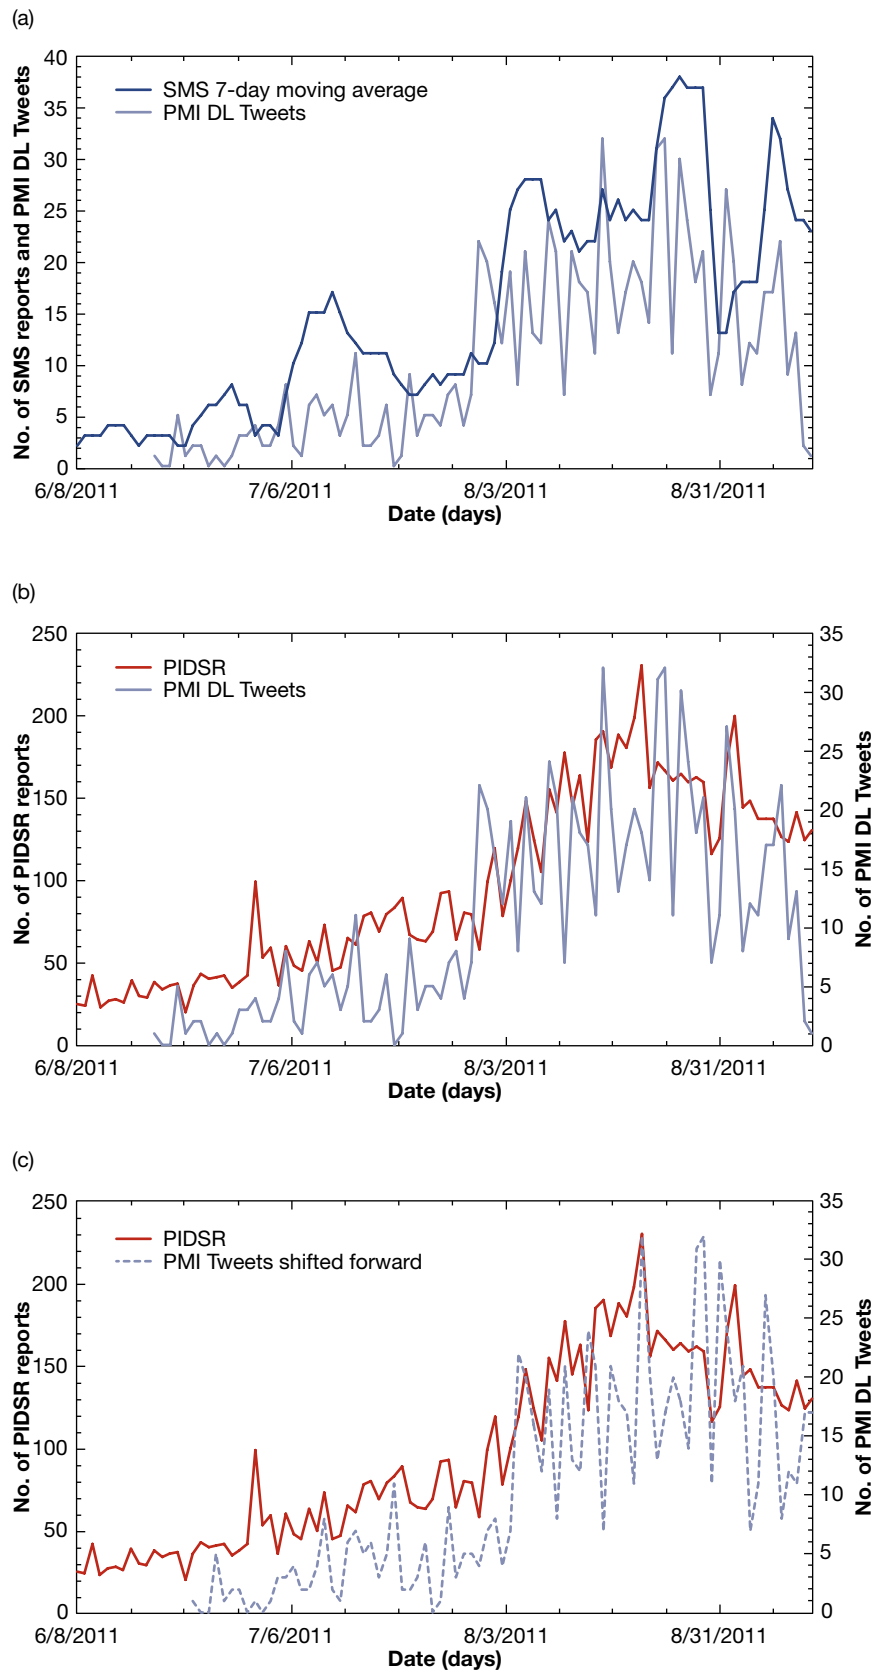 (a)
No. of SMS reports and PMI DL Tweets
40
35
30
25
20
15
10
5
0
SMS 7-day moving average
PMI DL Tweets
6/8/2011 7/6/2011 8/3/2011 8/31/2011
Date (days)
(b)
No. of PIDSR reports
250
200
150
100
50
0
PIDSR
PMI DL Tweets
35
30
25
20
15
10
5
0
No. of PMI DL Tweets
6/8/2011 7/6/2011 8/3/2011 8/31/2011
Date (days)
(c)
No. of PIDSR reports
250
200
150
100
50
0
PIDSR
PMI Tweets shifted forward
35
30
25
20
15
10
5
0
No. of PMI DL Tweets
6/8/2011 7/6/2011 8/3/2011 8/31/2011
Date (days)